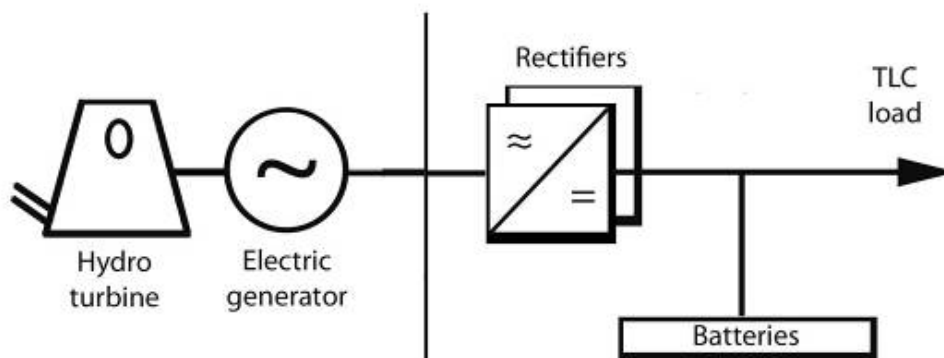 Rectifiers
TLC
load
Hydro
turbine
Electric
generator
Batteries